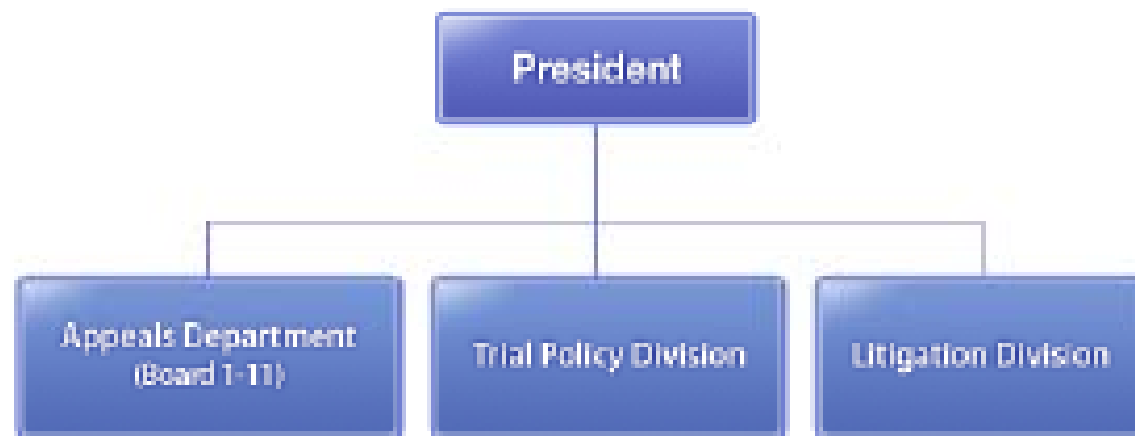 President
Appeals Department
(Board 1-11)
Trial Policy Division
Litigation Division